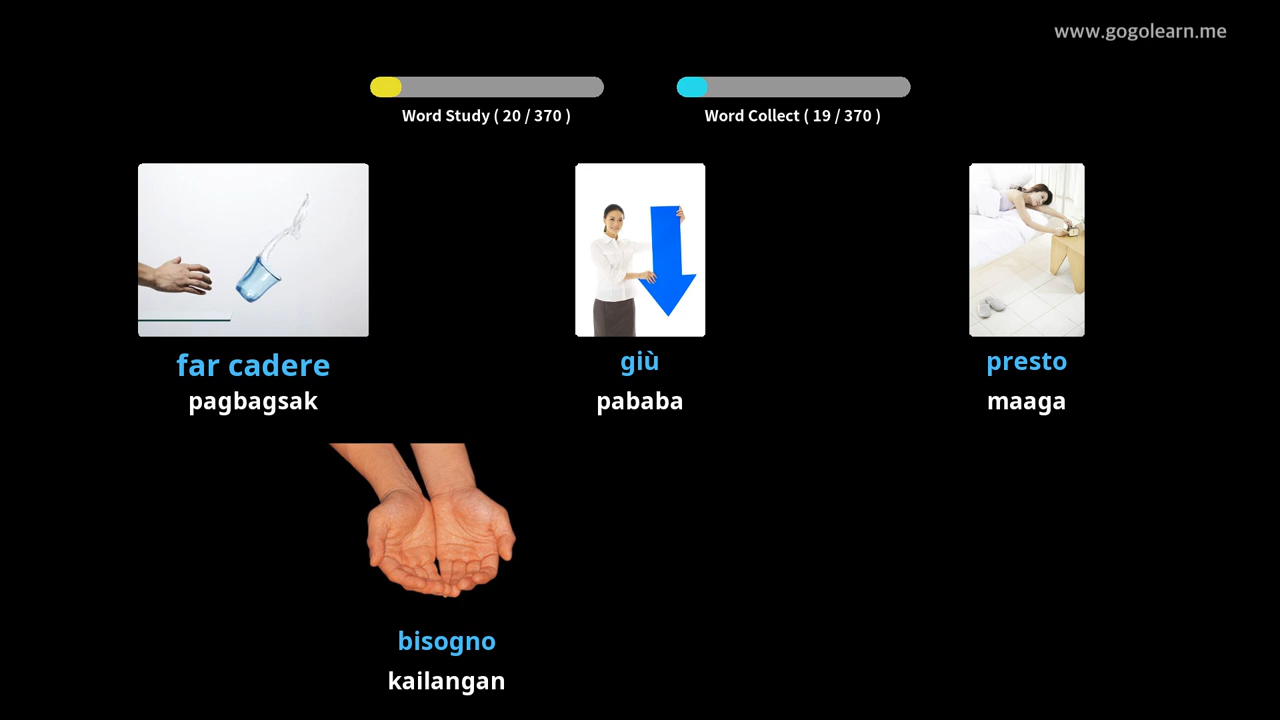 www.gogolearn.me
Word Study ( 20 / 370 )
Word Collect ( 19 / 370 )
far cadere
pagbagsak
giù
pababa
presto
maaga
bisogno
kailangan